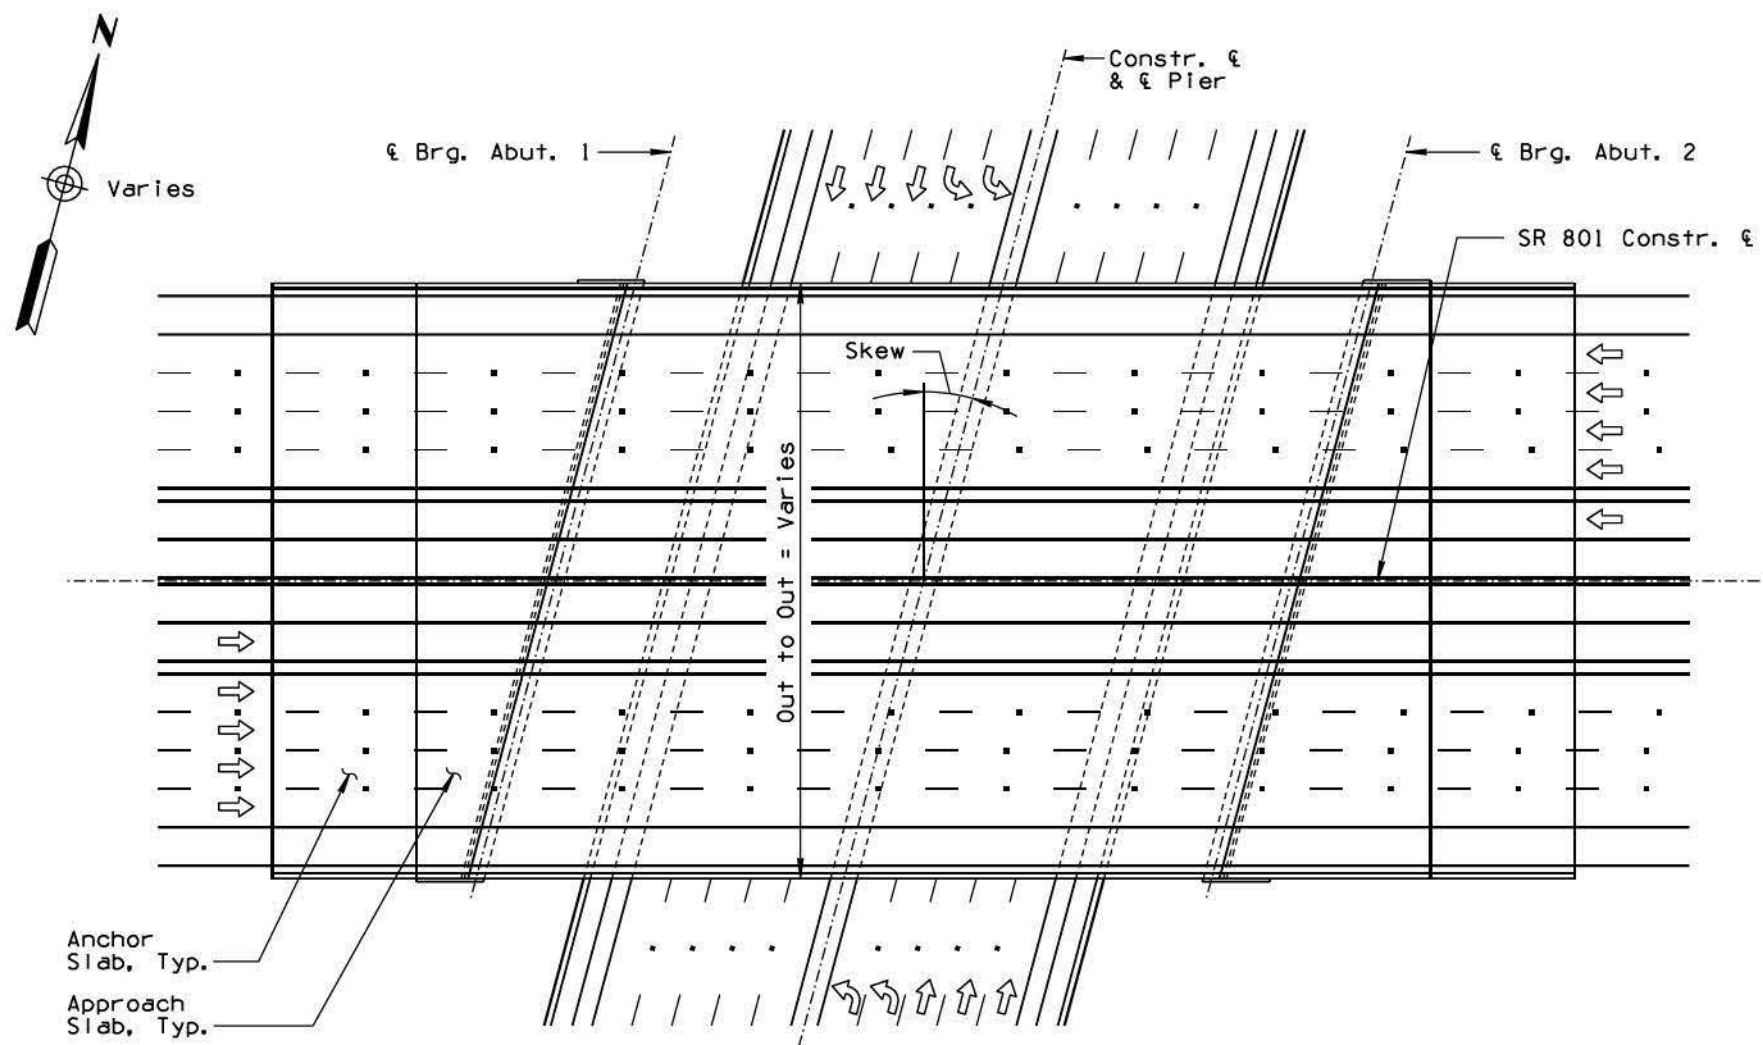 N
Constr. ℄
& ℄ Pier
℄ Brg. Abut. 1
℄ Brg. Abut. 2
Varies
SR 801 Constr. ℄
Skew
Out to Out = Varies
Anchor
Slab, Typ.
Approach
Slab, Typ.